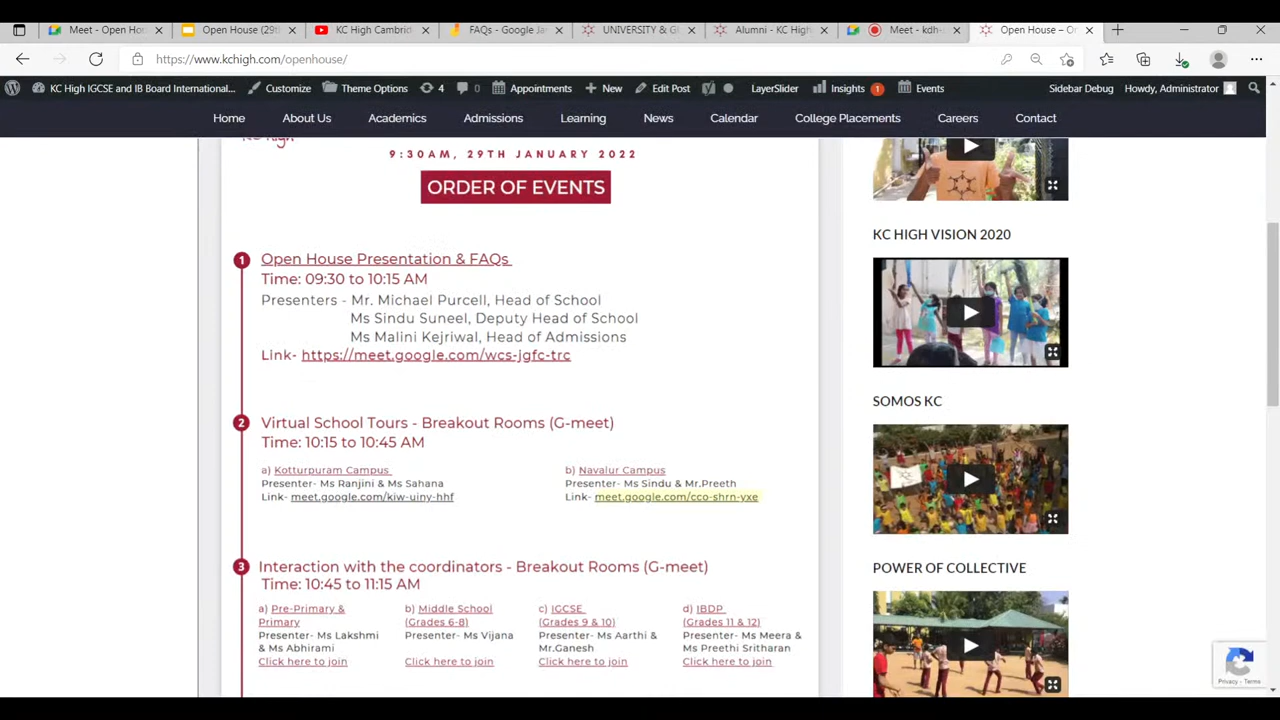 Meet - Open Hor
Open House (29t
KC High Cambrid
FAQs - Google Ja
UNIVERSITY & GU
Alumni - KC High
Meet - kdh-
Open House – O
https://www.kchigh.com/openhouse/
KC High IGCSE and IB Board International...
Customize
Theme Options
4
0
Appointments
New
Edit Post
LayerSlider
Insights 1
Events
Sidebar Debug
Howdy, Administrator
Home
About Us
Academics
Admissions
Learning
News
Calendar
College Placements
Careers
Contact
9:30AM, 29TH JANUARY 2022
ORDER OF EVENTS
1 Open House Presentation & FAQs
Time: 09:30 to 10:15 AM
Presenters - Mr. Michael Purcell, Head of School
Ms Sindu Suneel, Deputy Head of School
Ms Malini Kejriwal, Head of Admissions
Link- https://meet.google.com/wcs-jgfc-trc
2 Virtual School Tours - Breakout Rooms (G-meet)
Time: 10:15 to 10:45 AM
a) Kotturpuram Campus
Presenter- Ms Ranjini & Ms Sahana
Link- meet.google.com/kiw-uiny-hhf
b) Navalur Campus
Presenter- Ms Sindu & Mr.Preeth
Link- meet.google.com/cco-shrn-yxe
3 Interaction with the coordinators - Breakout Rooms (G-meet)
Time: 10:45 to 11:15 AM
a) Pre-Primary &
Primary
Presenter- Ms Lakshmi
& Ms Abhirami
Click here to join
b) Middle School
(Grades 6-8)
Presenter- Ms Vijana
Click here to join
c) IGCSE
(Grades 9 & 10)
Presenter- Ms Aarthi &
Mr.Ganesh
Click here to join
d) IBDP
(Grades 11 & 12)
Presenter- Ms Meera &
Ms Preethi Sritharan
Click here to join
KC HIGH VISION 2020
SOMOS KC
POWER OF COLLECTIVE
Privacy - Terms